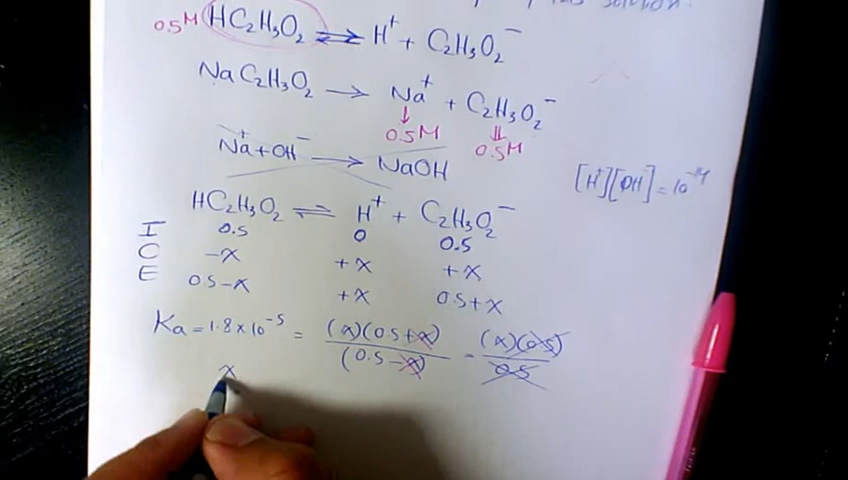 solution.
0.5M HC₂H₃O₂ ⇌ H⁺ + C₂H₃O₂⁻
NaC₂H₃O₂ → Na⁺ + C₂H₃O₂⁻
↓ ⇓
0.5M 0.5M
Na⁺ + OH⁻ → NaOH
[H⁺][OH⁻] = 10⁻¹⁴
HC₂H₃O₂ ⇌ H⁺ + C₂H₃O₂⁻
I 0.5 0 0.5
C -x +x +x
E 0.5-x +x 0.5+x
Ka = 1.8 x 10⁻⁵ = (x)(0.5+x)/(0.5-x) = (x)(0.5)/0.5
x